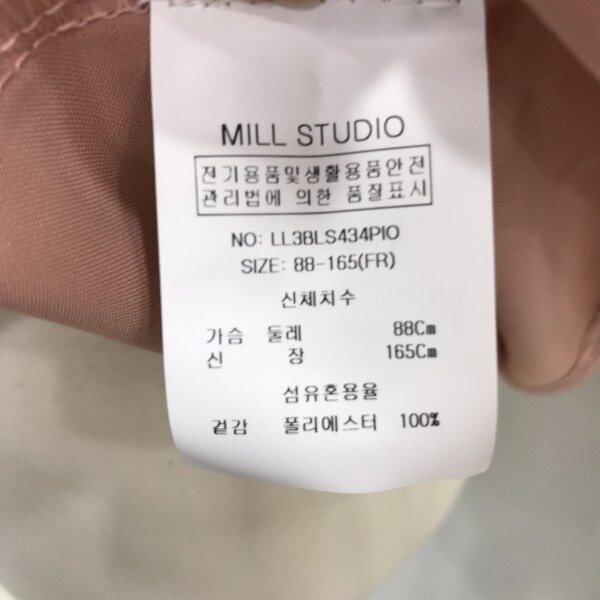 MILL STUDIO
전기용품및생활용품안전
관리법에 의한 품질표시
NO: LL3BLS434PIO
SIZE: 88-165(FR)
신체치수
가슴 둘레 88Cm
신 장 165Cm
섬유혼용율
겉감 폴리에스터 100%